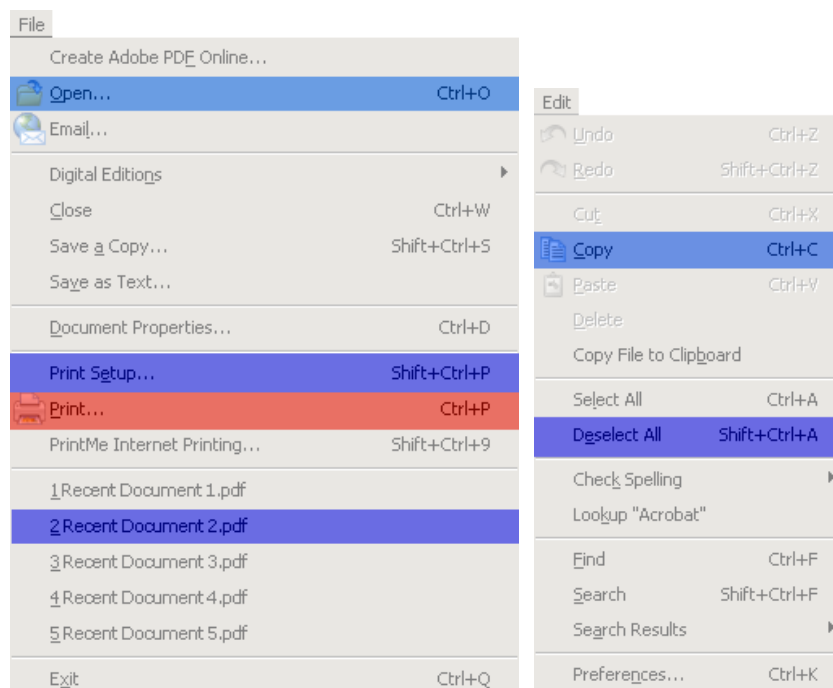 File
Create Adobe PDF Online...
Open... Ctrl+O
Email...
Digital Editions
Close Ctrl+W
Save a Copy... Shift+Ctrl+S
Save as Text...
Document Properties... Ctrl+D
Print Setup... Shift+Ctrl+P
Print... Ctrl+P
PrintMe Internet Printing... Shift+Ctrl+9
1 Recent Document 1.pdf
2 Recent Document 2.pdf
3 Recent Document 3.pdf
4 Recent Document 4.pdf
5 Recent Document 5.pdf
Exit Ctrl+Q
Edit
Undo Ctrl+Z
Redo Shift+Ctrl+Z
Cut Ctrl+X
Copy Ctrl+C
Paste Ctrl+V
Delete
Copy File to Clipboard
Select All Ctrl+A
Deselect All Shift+Ctrl+A
Check Spelling
Lookup "Acrobat"
Find Ctrl+F
Search Shift+Ctrl+F
Search Results
Preferences... Ctrl+K